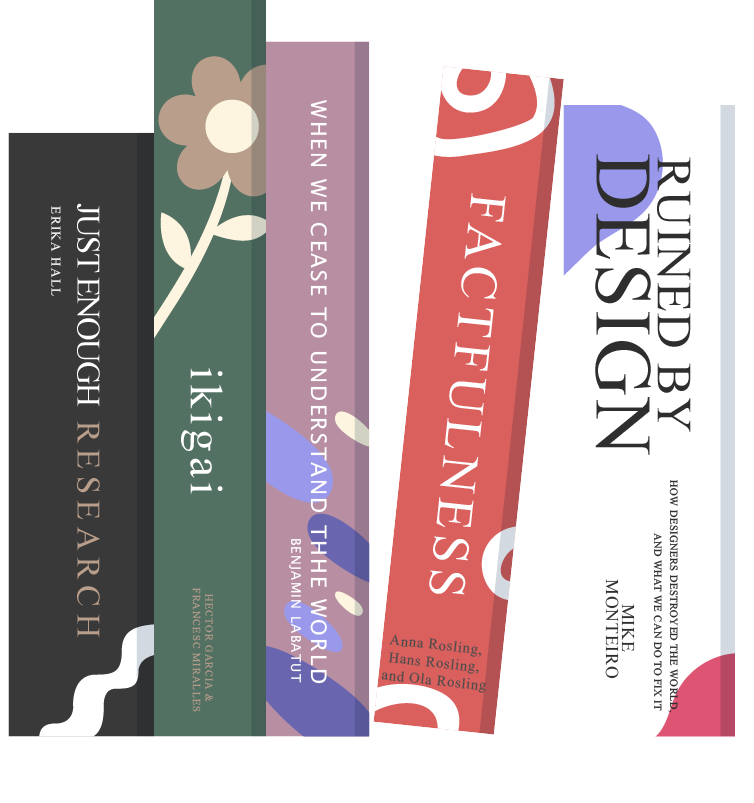 JUST ENOUGH RESEARCH
ERIKA HALL
ikigai
HECTOR GARCIA &
FRANCESC MIRALLES
WHEN WE CEASE TO UNDERSTAND THHE WORLD
BENJAMIN LABATUT
FACTFULNESS
Anna Rosling,
Hans Rosling,
and Ola Rosling
RUINED BY
DESIGN
HOW DESIGNERS DESTROYED THE WORLD,
AND WHAT WE CAN DO TO FIX IT
MIKE
MONTEIRO